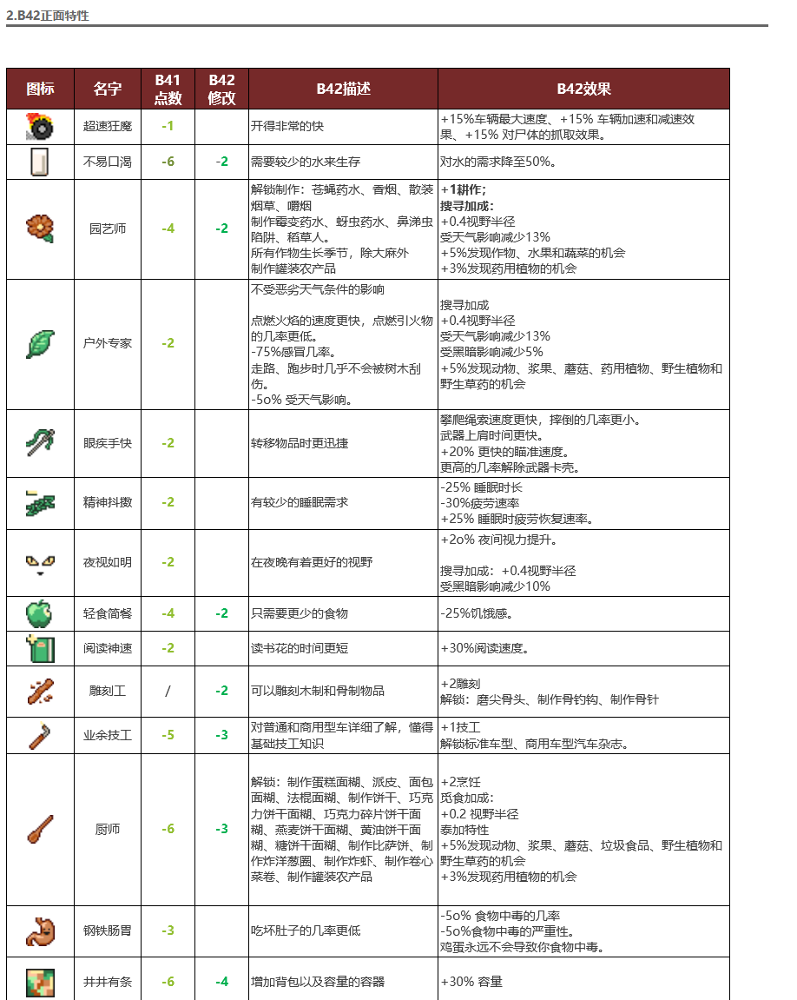 2.B42正面特性
图标 名字 B41点数 B42修改 B42描述 B42效果
超速狂魔 -1 开得非常的快
+15%车辆最大速度、+15% 车辆加速和减速效
果、+15% 对尸体的抓取效果。
不易口渴 -6 -2 需要较少的水来生存 对水的需求降至50%。
园艺师 -4 -2
解锁制作：苍蝇药水、香烟、散装
烟草、嚼烟
制作霉变药水、蚜虫药水、鼻涕虫
陷阱、稻草人。
所有作物生长季节，除大麻外
制作罐装农产品
+1耕作；
搜寻加成：
+0.4视野半径
受天气影响减少13%
+5%发现作物、水果和蔬菜的机会
+3%发现药用植物的机会
户外专家 -2
不受恶劣天气条件的影响
点燃火焰的速度更快，点燃引火物
的几率更低。
-75%感冒几率。
走路、跑步时几乎不会被树木刮
伤。
-5o% 受天气影响。
搜寻加成
+0.4视野半径
受天气影响减少13%
受黑暗影响减少5%
+5%发现动物、浆果、蘑菇、药用植物、野生植物和
野生草药的机会
眼疾手快 -2 转移物品时更迅捷
攀爬绳索速度更快，摔倒的几率更小。
武器上肩时间更快。
+20% 更快的瞄准速度。
更高的几率解除武器卡壳。
精神抖擞 -2 有较少的睡眠需求
-25% 睡眠时长
-30%疲劳速率
+25% 睡眠时疲劳恢复速率。
夜视如明 -2 在夜晚有着更好的视野
+2o% 夜间视力提升。
搜寻加成：+0.4视野半径
受黑暗影响减少10%
轻食简餐 -4 -2 只需要更少的食物 -25%饥饿感。
阅读神速 -2 读书花的时间更短 +30%阅读速度。
雕刻工 / -2 可以雕刻木制和骨制物品
+2雕刻
解锁：磨尖骨头、制作骨钓钩、制作骨针
业余技工 -5 -3
对普通和商用型车详细了解，懂得
基础技工知识
+1技工
解锁标准车型、商用车型汽车杂志。
厨师 -6 -3
解锁：制作蛋糕面糊、派皮、面包
面糊、法棍面糊、制作饼干、巧克
力饼干面糊、巧克力碎片饼干面
糊、燕麦饼干面糊、黄油饼干面
糊、糖饼干面糊、制作比萨饼、制
作炸洋葱圈、制作炸虾、制作卷心
菜卷、制作罐装农产品
+2烹饪
觅食加成：
+0.2 视野半径
泰加特性
+5%发现动物、浆果、蘑菇、垃圾食品、野生植物和
野生草药的机会
+3%发现药用植物的机会
钢铁肠胃 -3 吃坏肚子的几率更低
-5o% 食物中毒的几率
-5o%食物中毒的严重性。
鸡蛋永远不会导致你食物中毒。
井井有条 -6 -4 增加背包以及容量的容器 +30% 容量